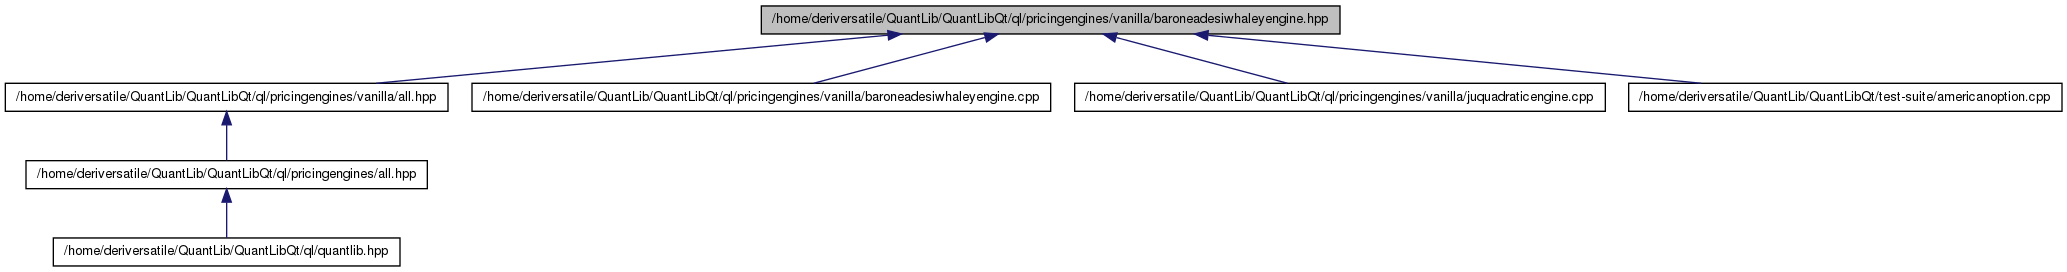 /home/deriversatile/QuantLib/QuantLibQt/ql/pricingengines/vanilla/baroneadesiwhaleyengine.hpp
/home/deriversatile/QuantLib/QuantLibQt/ql/pricingengines/vanilla/all.hpp
/home/deriversatile/QuantLib/QuantLibQt/ql/pricingengines/vanilla/baroneadesiwhaleyengine.cpp
/home/deriversatile/QuantLib/QuantLibQt/ql/pricingengines/vanilla/juquadraticengine.cpp
/home/deriversatile/QuantLib/QuantLibQt/test-suite/americanoption.cpp
/home/deriversatile/QuantLib/QuantLibQt/ql/pricingengines/all.hpp
/home/deriversatile/QuantLib/QuantLibQt/ql/quantlib.hpp